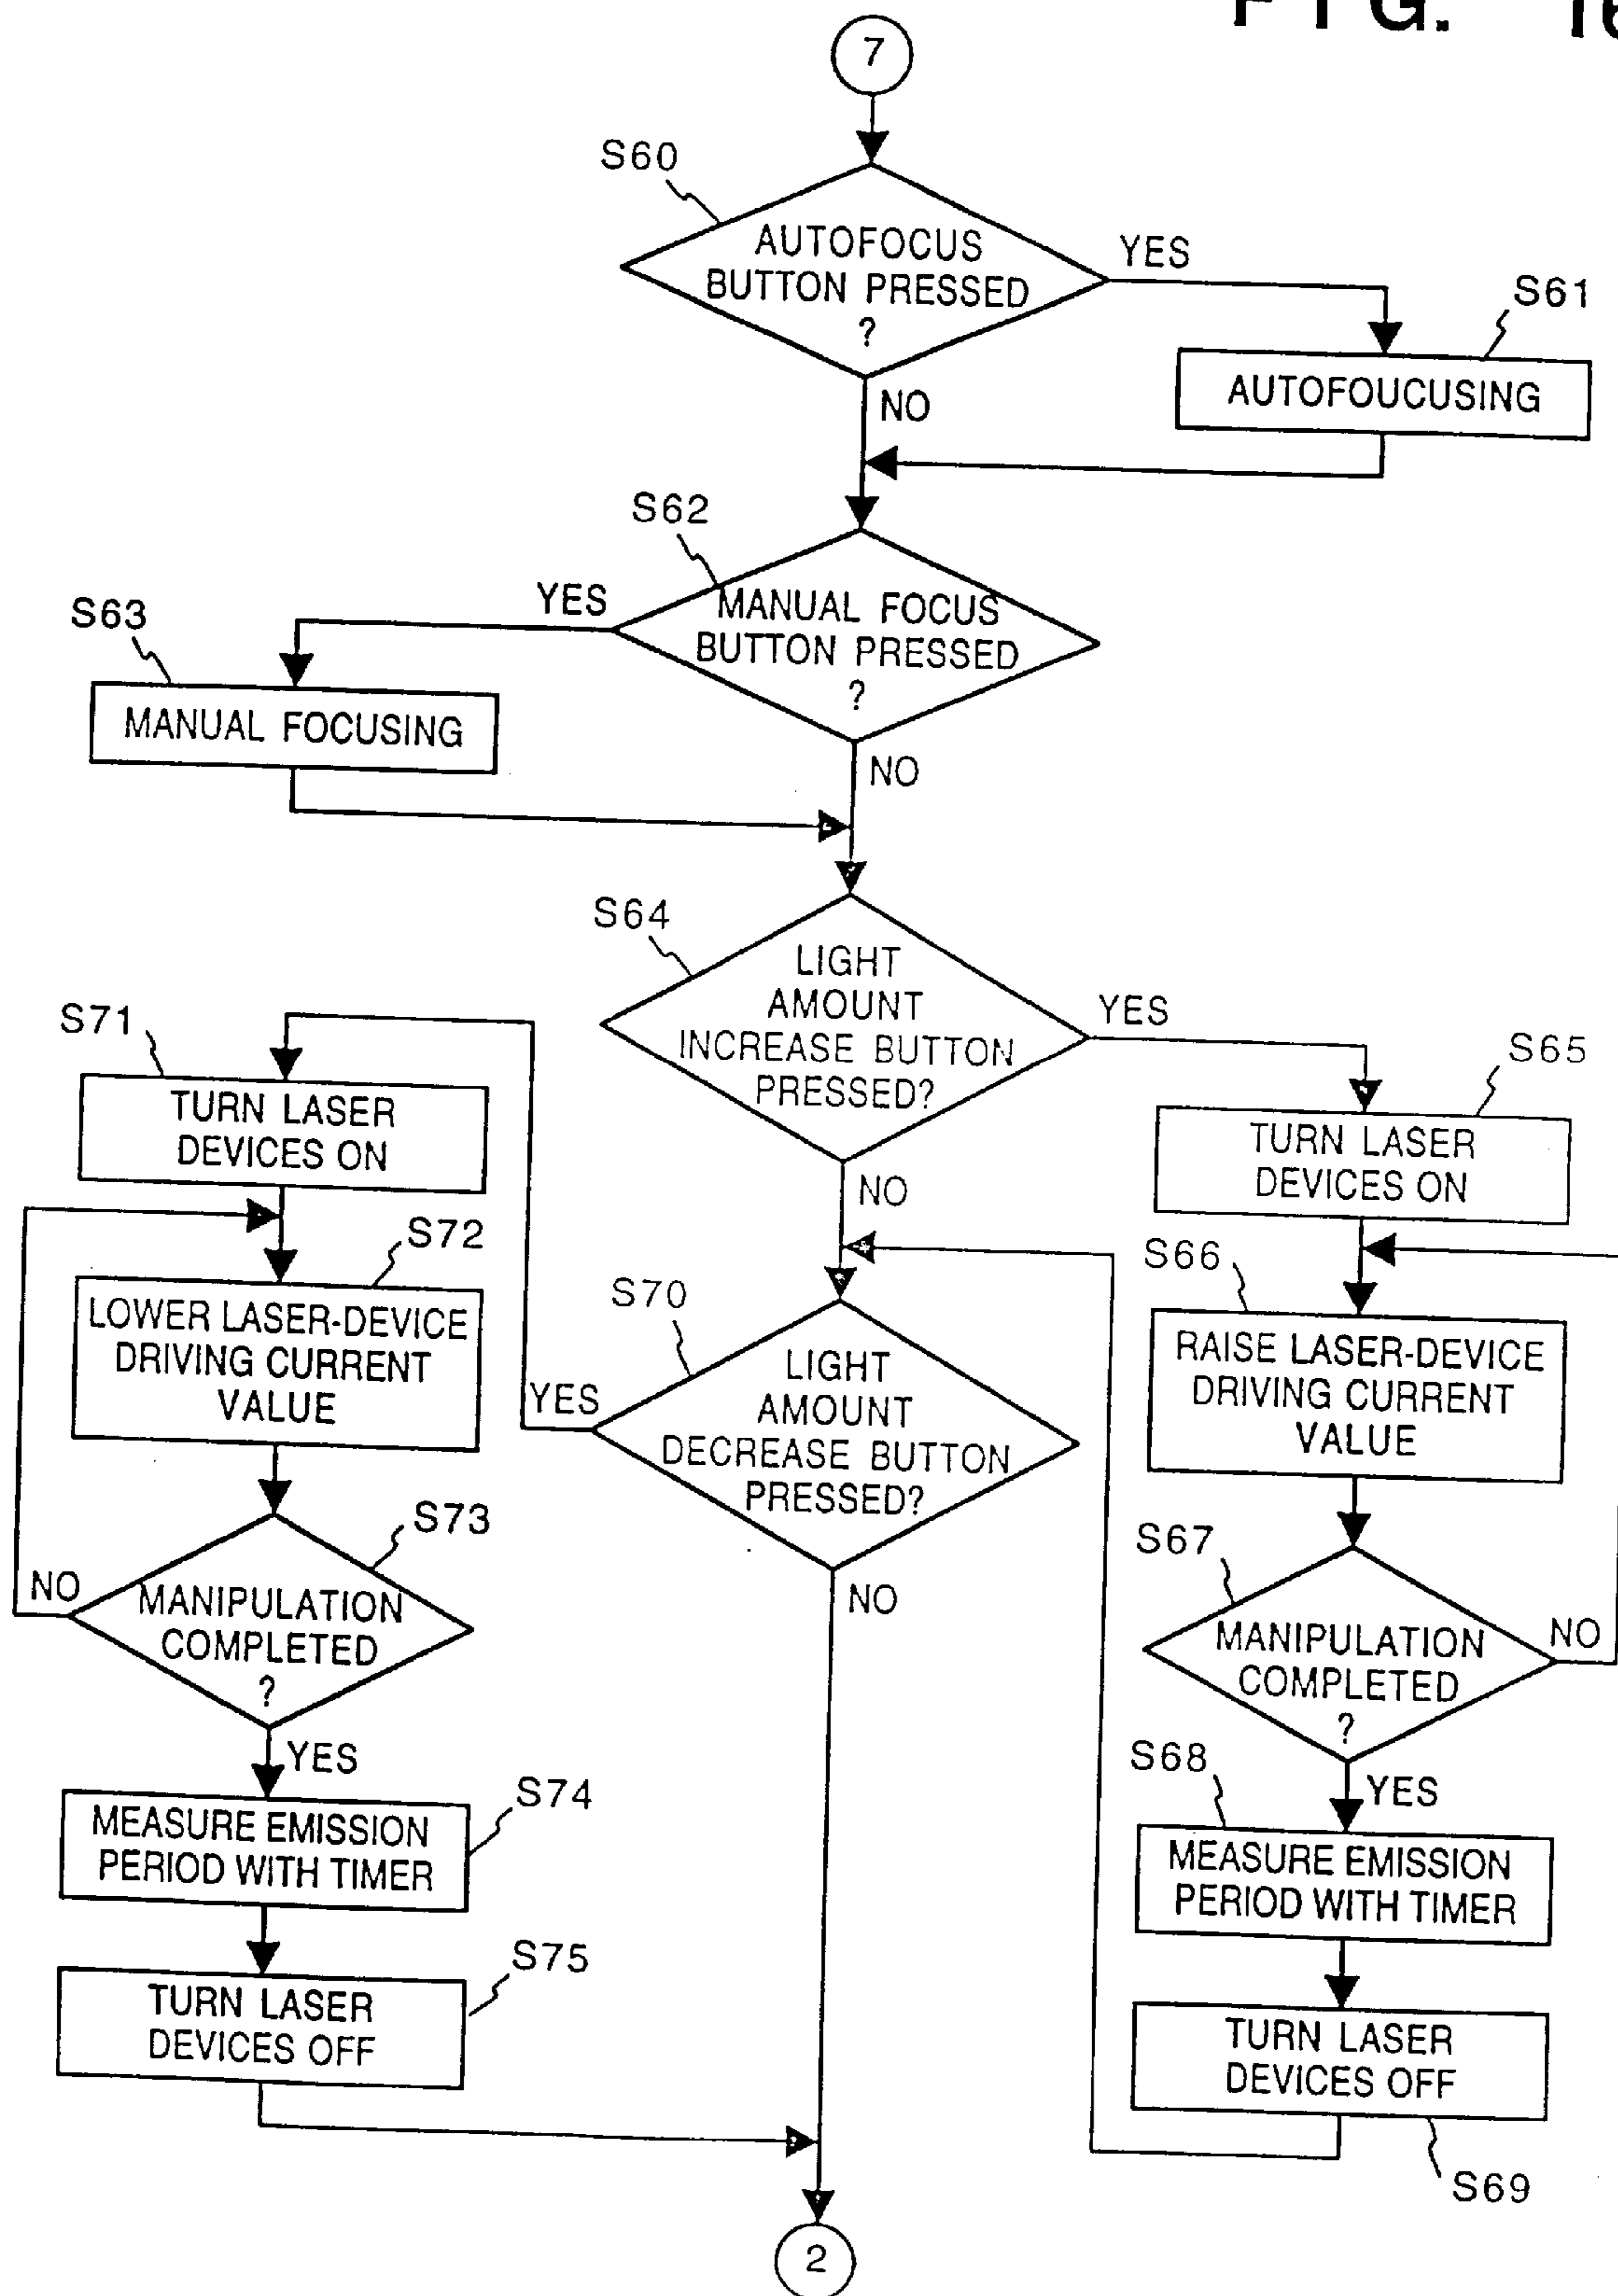 FIG. 16
7
S60
AUTOFOCUS
BUTTON PRESSED
?
YES
S61
AUTOFOUCUSING
NO
S62
MANUAL FOCUS
BUTTON PRESSED
?
YES
S63
MANUAL FOCUSING
NO
S64
LIGHT
AMOUNT
INCREASE BUTTON
PRESSED?
YES
S65
TURN LASER
DEVICES ON
NO
S66
RAISE LASER-DEVICE
DRIVING CURRENT
VALUE
S67
MANIPULATION
COMPLETED
?
NO
YES
S68
MEASURE EMISSION
PERIOD WITH TIMER
TURN LASER
DEVICES OFF
S69
S70
LIGHT
AMOUNT
DECREASE BUTTON
PRESSED?
YES
NO
S71
TURN LASER
DEVICES ON
S72
LOWER LASER-DEVICE
DRIVING CURRENT
VALUE
S73
MANIPULATION
COMPLETED
?
NO
YES
S74
MEASURE EMISSION
PERIOD WITH TIMER
S75
TURN LASER
DEVICES OFF
2